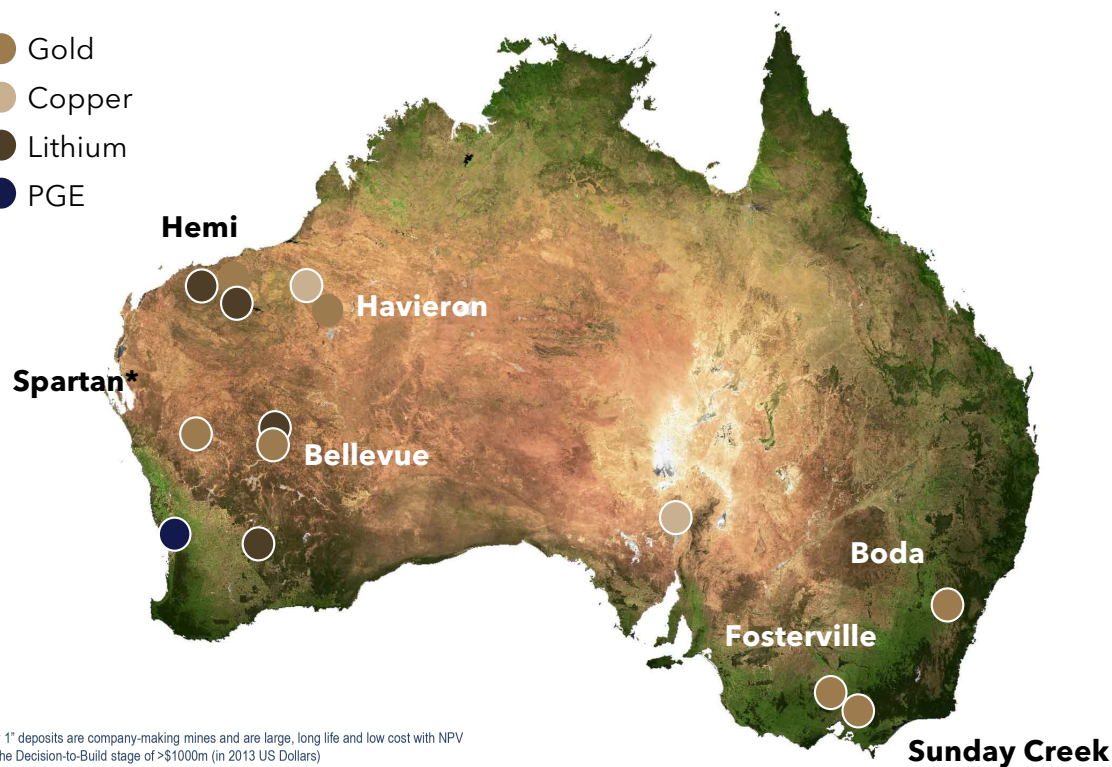 Gold
Copper
Lithium
PGE
Hemi
Havieron
Spartan*
Bellevue
Boda
Fosterville
1” deposits are company-making mines and are large, long life and low cost with NPV
he Decision-to-Build stage of >$1000m (in 2013 US Dollars)
Sunday Creek